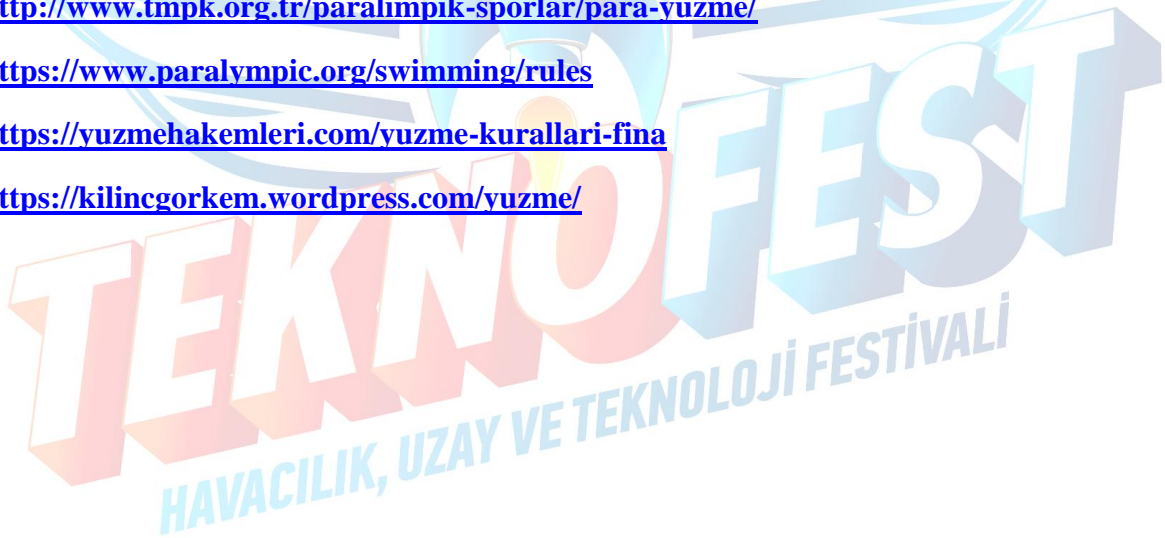 ttp://www.tmpk.org.tr/paralimpik-sporlar/para-yuzme/
ttps://www.paralympic.org/swimming/rules
ttps://yuzmehakemleri.com/yuzme-kurallari-fina
ttps://kilincgorkem.wordpress.com/yuzme/
TEKNOFEST
HAVACILIK, UZAY VE TEKNOLOJİ FESTİVALİ